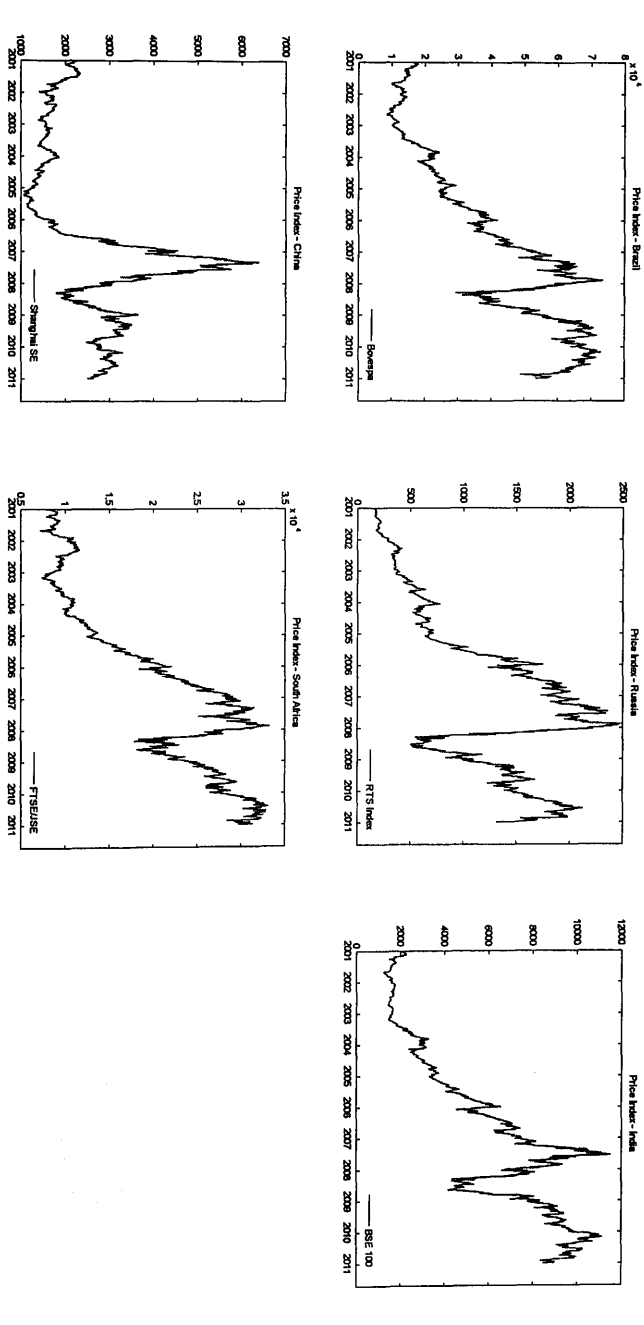 Price Index - Brazil
x 10⁴
8
7
6
5
4
3
2
1
0
Bovespa
2001 2002 2003 2004 2005 2006 2007 2008 2009 2010 2011
Price Index - Russia
2500
2000
1500
1000
500
0
RTS Index
2001 2002 2003 2004 2005 2006 2007 2008 2009 2010 2011
Price Index - India
12000
10000
8000
6000
4000
2000
0
BSE 100
2001 2002 2003 2004 2005 2006 2007 2008 2009 2010 2011
Price Index - China
7000
6000
5000
4000
3000
2000
1000
Shanghai SE
2001 2002 2003 2004 2005 2006 2007 2008 2009 2010 2011
Price Index - South Africa
x 10⁴
3.5
3
2.5
2
1
0.5
FTSE/JSE
2001 2002 2003 2004 2005 2006 2007 2008 2009 2010 2011